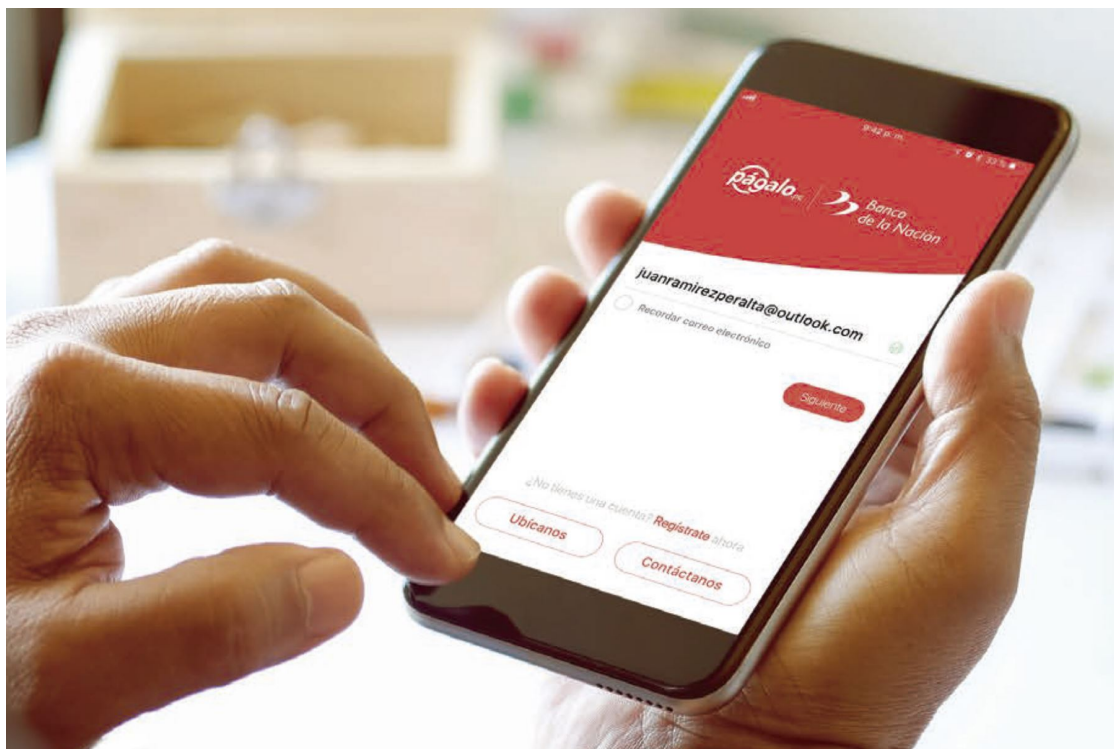 9:42 p. m.
33 %
págalo.pe
Banco
de la Nación
juanramirezperalta@outlook.com
Recordar correo electrónico
Siguiente
¿No tienes una cuenta? Regístrate ahora
Ubícanos
Contáctanos